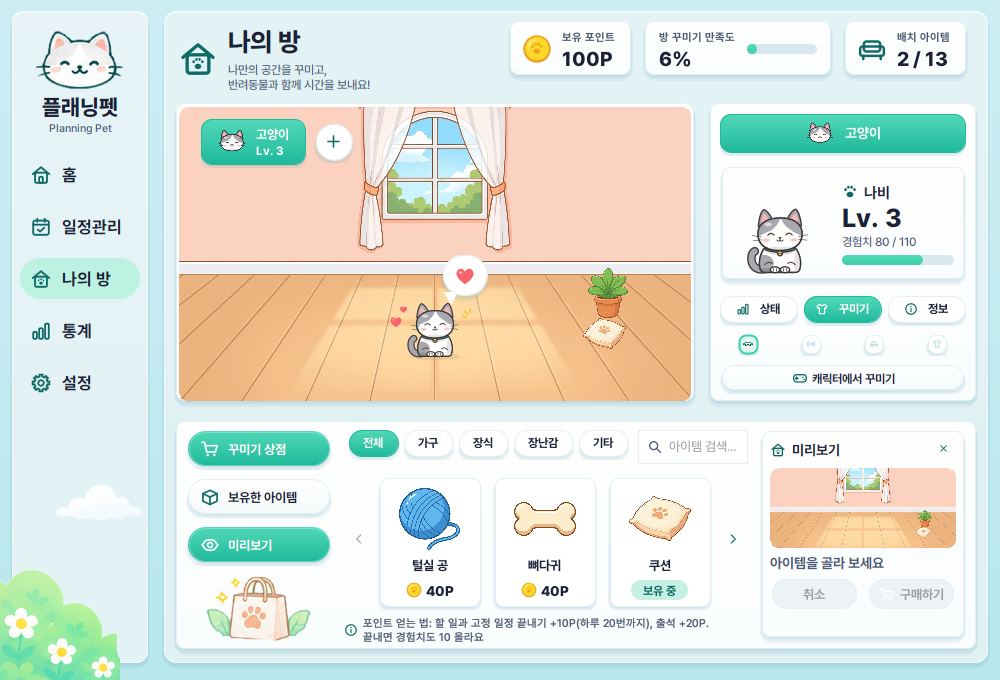 플래닝펫
Planning Pet
홈
일정관리
나의 방
통계
설정
나의 방
나만의 공간을 꾸미고,
반려동물과 함께 시간을 보내요!
보유 포인트
100P
방 꾸미기 만족도
6%
배치 아이템
2 / 13
고양이
Lv. 3
+
고양이
나비
Lv. 3
경험치 80 / 110
상태
꾸미기
정보
캐릭터에서 꾸미기
꾸미기 상점
보유한 아이템
미리보기
전체
가구
장식
장난감
기타
아이템 검색...
털실 공
40P
뼈다귀
40P
쿠션
보유 중
포인트 얻는 법: 할 일과 고정 일정 끝내기 +10P(하루 20번까지), 출석 +20P.
끝내면 경험치도 10 올라요
미리보기
아이템을 골라 보세요
취소
구매하기